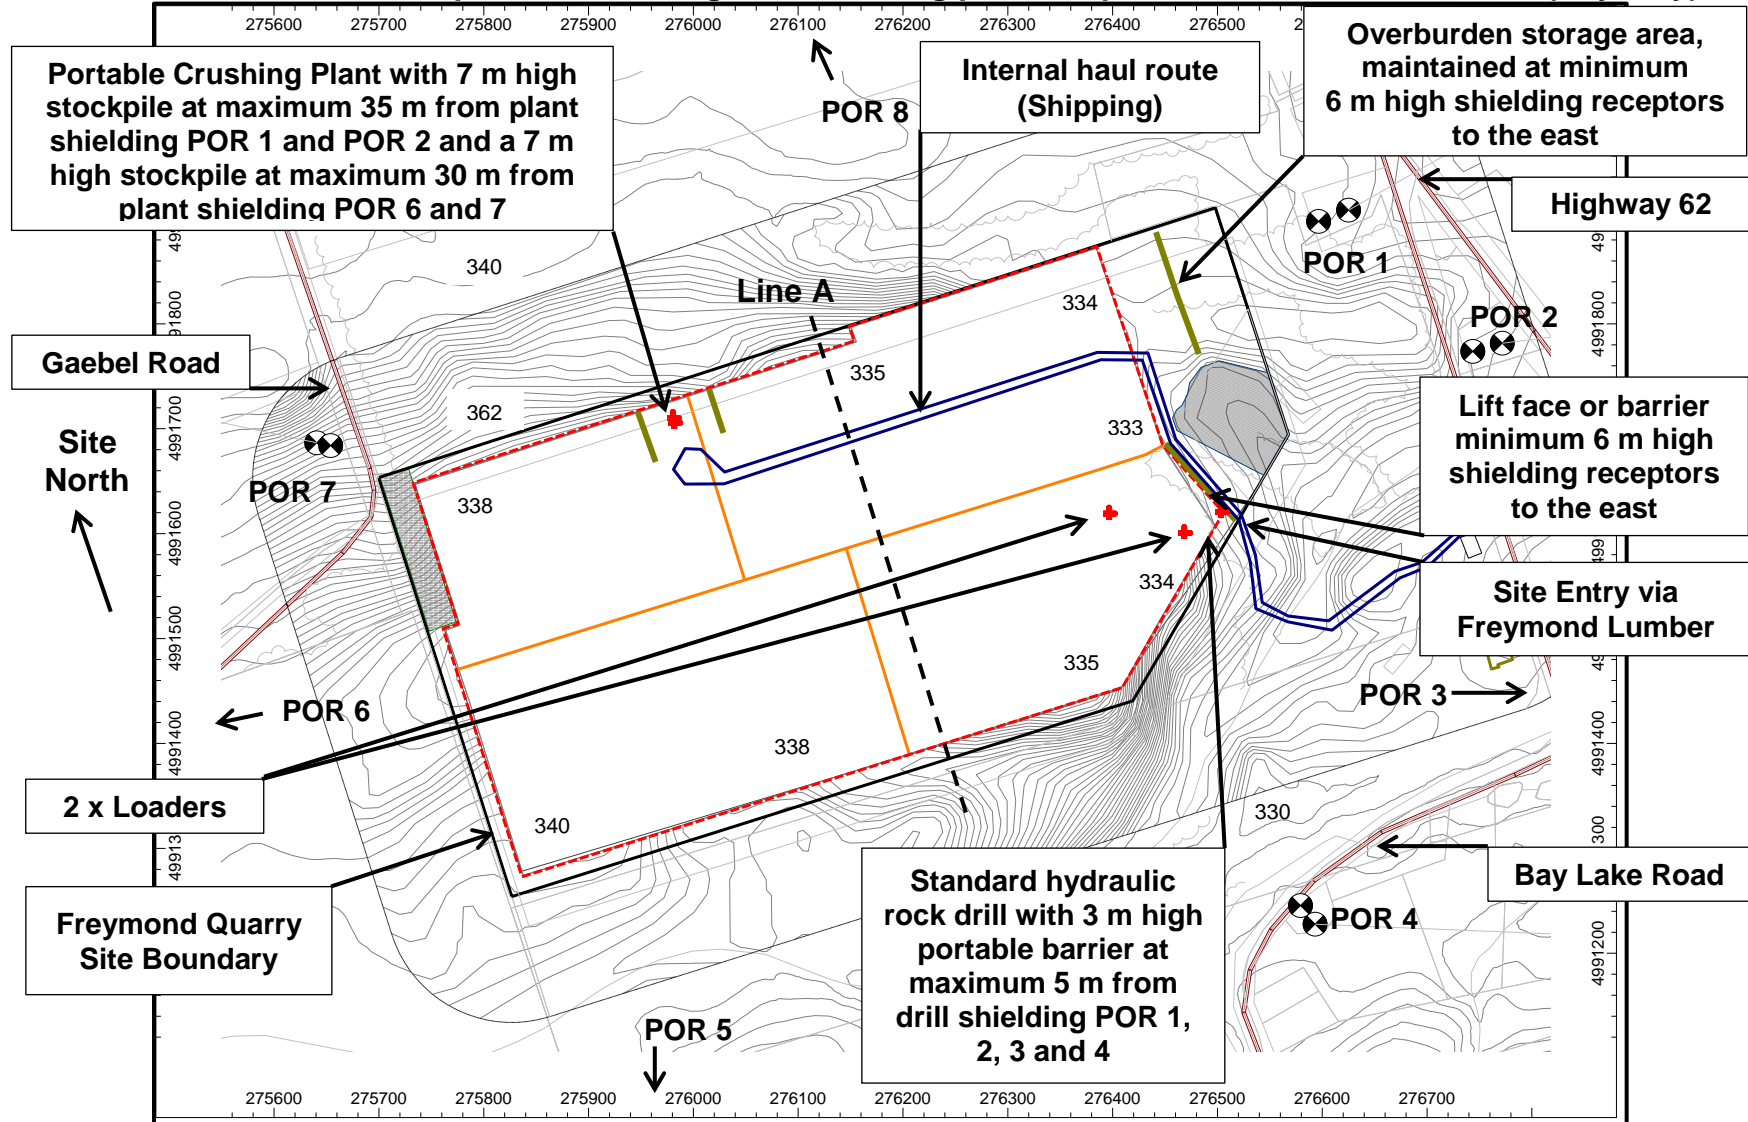 275600 275700 275800 275900 276000 276100 276200 276300 276400 276500
Portable Crushing Plant with 7 m high
stockpile at maximum 35 m from plant
shielding POR 1 and POR 2 and a 7 m
high stockpile at maximum 30 m from
plant shielding POR 6 and 7
POR 8
Internal haul route
(Shipping)
Overburden storage area,
maintained at minimum
6 m high shielding receptors
to the east
Highway 62
POR 1
340
Line A
334
POR 2
4991800
Gaebel Road
335
362
4991700
333
Lift face or barrier
minimum 6 m high
shielding receptors
to the east
Site
North
POR 7
338
4991600
334
Site Entry via
Freymond Lumber
4991500
335
POR 3
POR 6
4991400
4991400
338
2 x Loaders
340
330
Bay Lake Road
Freymond Quarry
Site Boundary
Standard hydraulic
rock drill with 3 m high
portable barrier at
maximum 5 m from
drill shielding POR 1,
2, 3 and 4
POR 4
4991200
POR 5
275600 275700 275800 275900 276000 276100 276200 276300 276400 276500 276600 276700